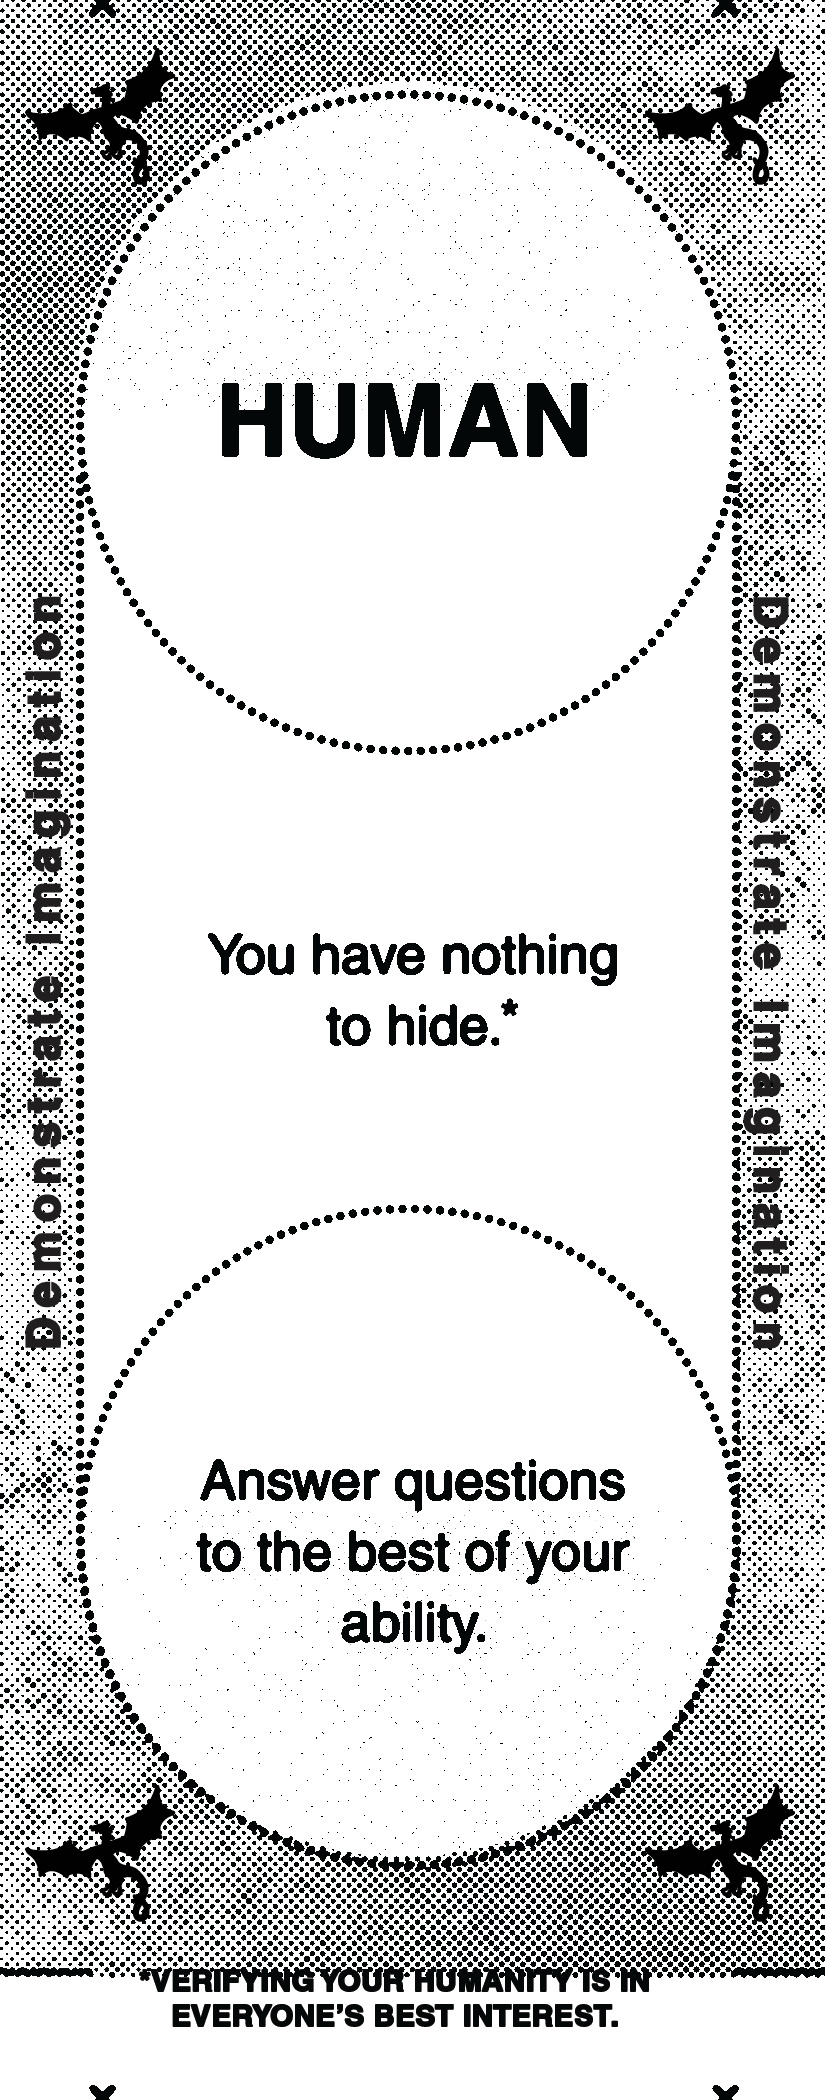 HUMAN
Demonstrate Imagination
Demonstrate Imagination
You have nothing
to hide.*
Answer questions
to the best of your
ability.
*VERIFYING YOUR HUMANITY IS IN
EVERYONE’S BEST INTEREST.